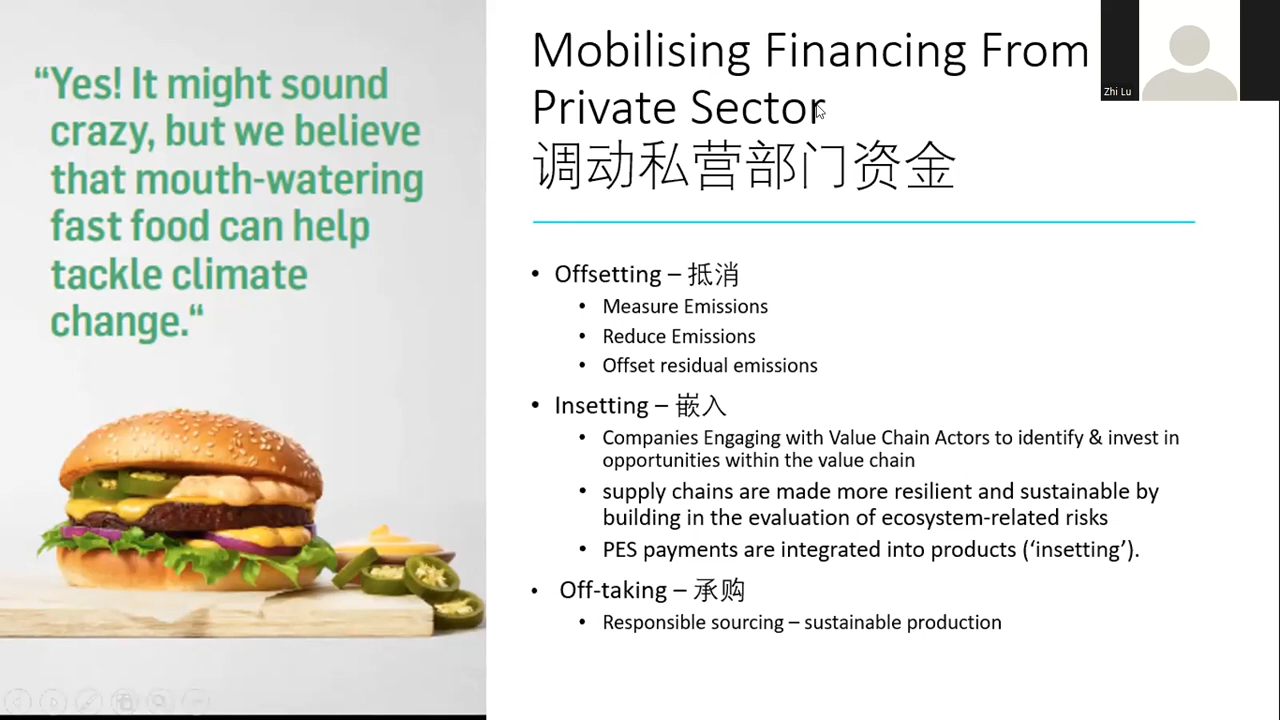 “Yes! It might sound
crazy, but we believe
that mouth-watering
fast food can help
tackle climate
change.“
Mobilising Financing From
Private Sector
调动私营部门资金
Zhi Lu
• Offsetting – 抵消
• Measure Emissions
• Reduce Emissions
• Offset residual emissions
• Insetting – 嵌入
• Companies Engaging with Value Chain Actors to identify & invest in
opportunities within the value chain
• supply chains are made more resilient and sustainable by
building in the evaluation of ecosystem-related risks
• PES payments are integrated into products (‘insetting’).
• Off-taking – 承购
• Responsible sourcing – sustainable production